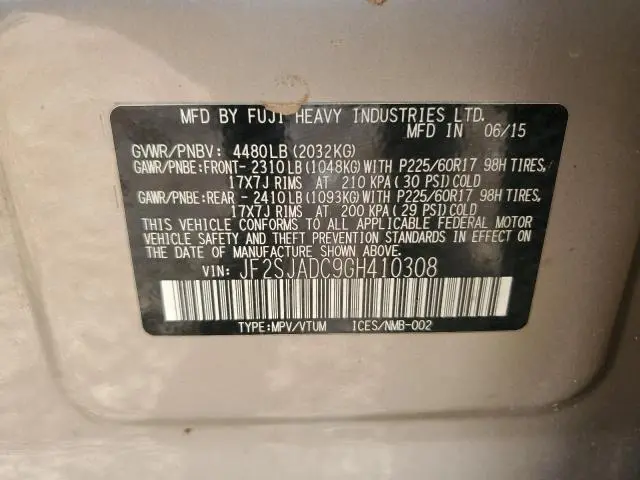 MFD BY FUJI HEAVY INDUSTRIES LTD.
MFD IN 06/15
GVWR/PNBV: 4480LB (2032KG)
GAWR/PNBE:FRONT- 2310 LB (1048KG) WITH P225/60R17 98H TIRES,
17X7J RIMS AT 210 KPA (30 PSI) COLD
GAWR/PNBE:REAR - 2410 LB (1093KG) WITH P225/60R17 98H TIRES,
17X7J RIMS AT 200 KPA (29 PSI) COLD
THIS VEHICLE CONFORMS TO ALL APPLICABLE FEDERAL MOTOR
VEHICLE SAFETY AND THEFT PREVENTION STANDARDS IN EFFECT ON
THE DATE OF MANUFACTURE SHOWN ABOVE.
VIN: JF2SJADC9GH410308
TYPE:MPV/VTUM ICES/NMB-002